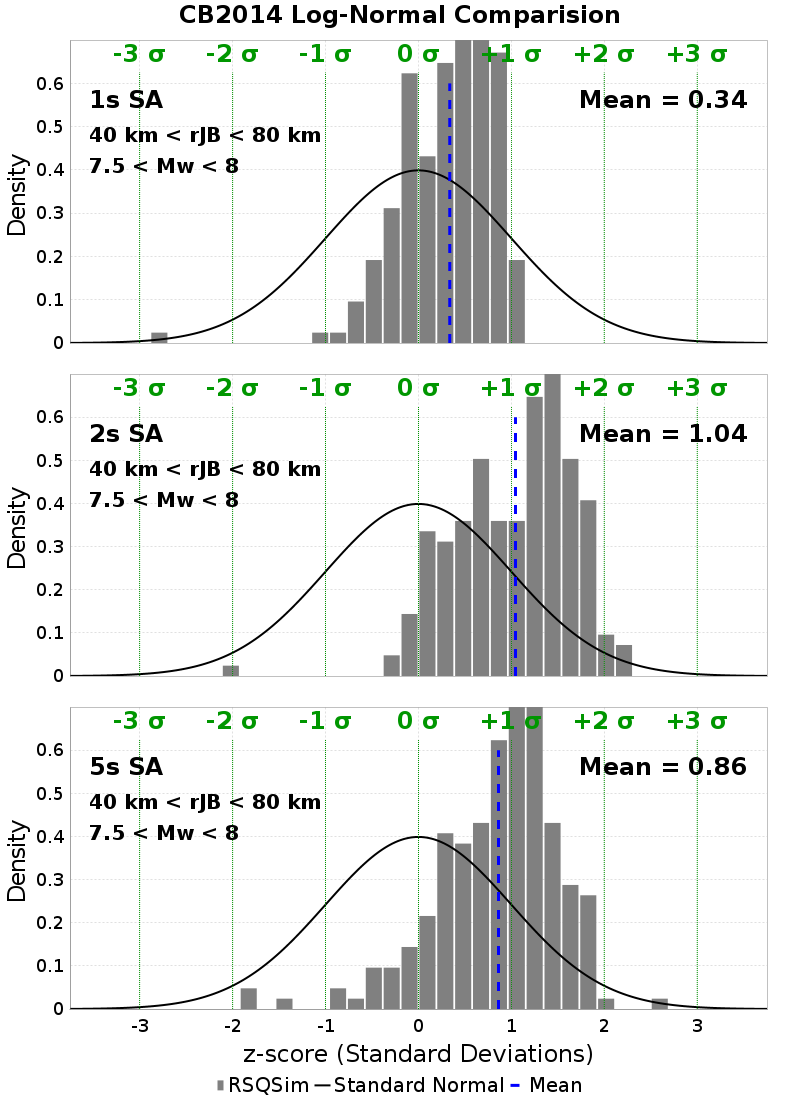 CB2014 Log-Normal Comparision
-3 σ -2 σ -1 σ 0 σ +1 σ +2 σ +3 σ
1s SA
Mean = 0.34
40 km < rJB < 80 km
7.5 < Mw < 8
0.6
0.5
0.4
0.3
0.2
0.1
0
Density
-3 σ -2 σ -1 σ 0 σ +1 σ +2 σ +3 σ
2s SA
Mean = 1.04
40 km < rJB < 80 km
7.5 < Mw < 8
0.6
0.5
0.4
0.3
0.2
0.1
0
Density
-3 σ -2 σ -1 σ 0 σ +1 σ +2 σ +3 σ
5s SA
Mean = 0.86
40 km < rJB < 80 km
7.5 < Mw < 8
0.6
0.5
0.4
0.3
0.2
0.1
0
Density
-3 -2 -1 0 1 2 3
z-score (Standard Deviations)
RSQSim Standard Normal Mean